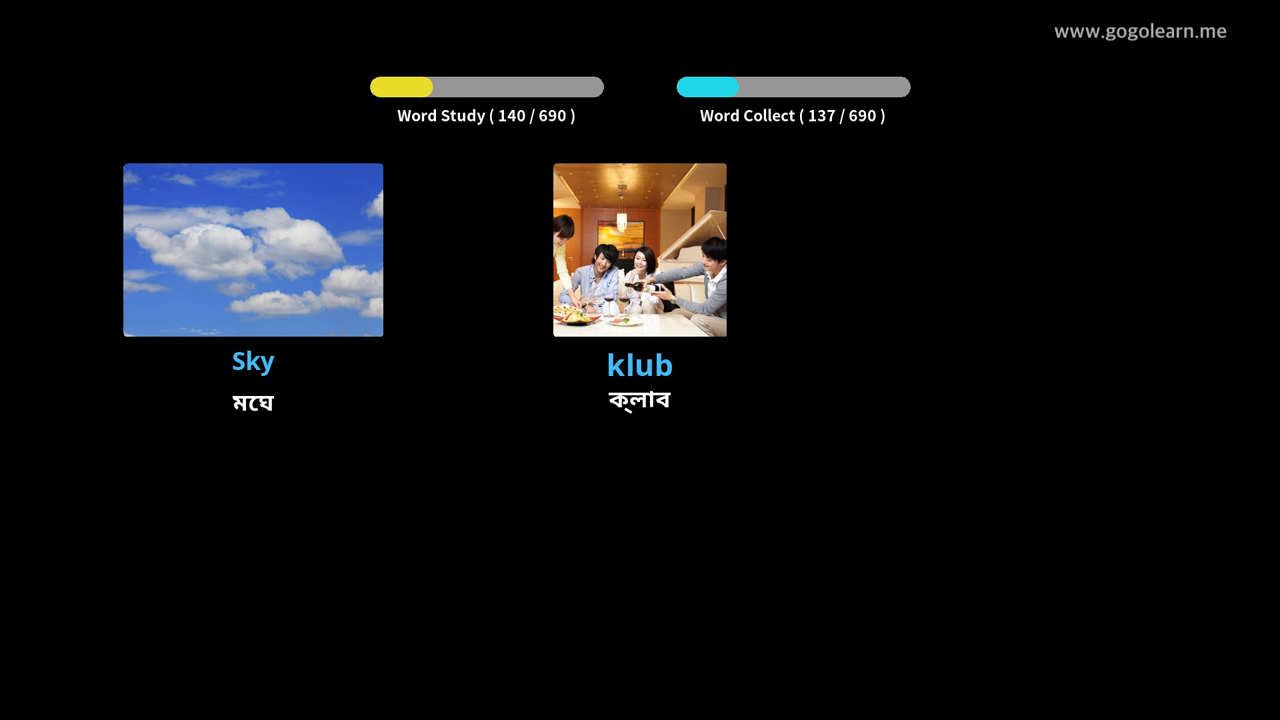 www.gogolearn.me
Word Study ( 140 / 690 )
Word Collect ( 137 / 690 )
Sky
মঘে
klub
ক্লাব